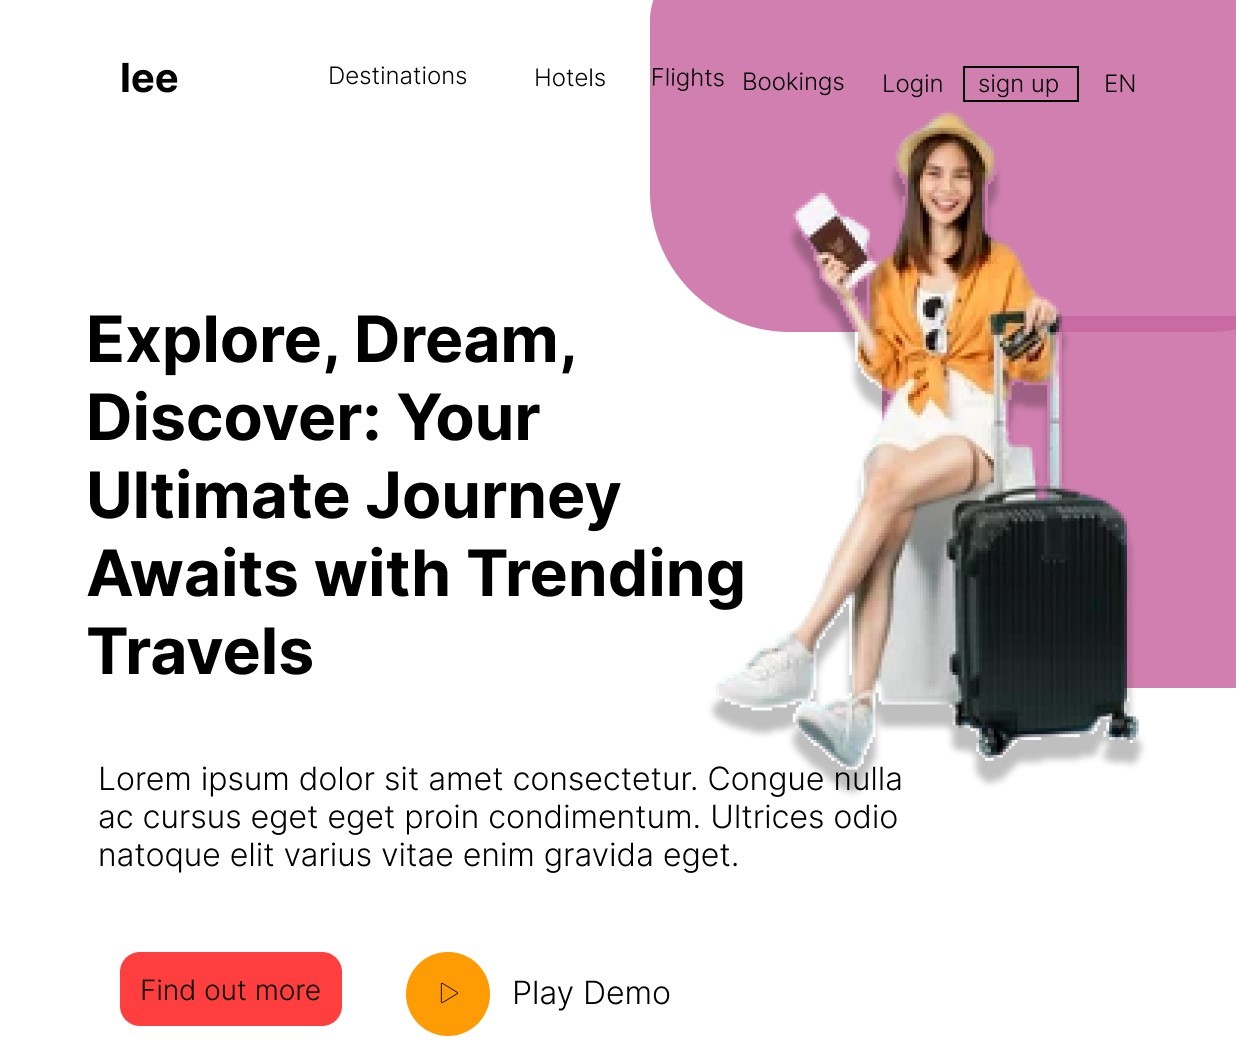 lee
Destinations
Hotels
Flights
Bookings
Login
sign up
EN
Explore, Dream,
Discover: Your
Ultimate Journey
Awaits with Trending
Travels
Lorem ipsum dolor sit amet consectetur. Congue nulla
ac cursus eget eget proin condimentum. Ultrices odio
natoque elit varius vitae enim gravida eget.
Find out more
Play Demo